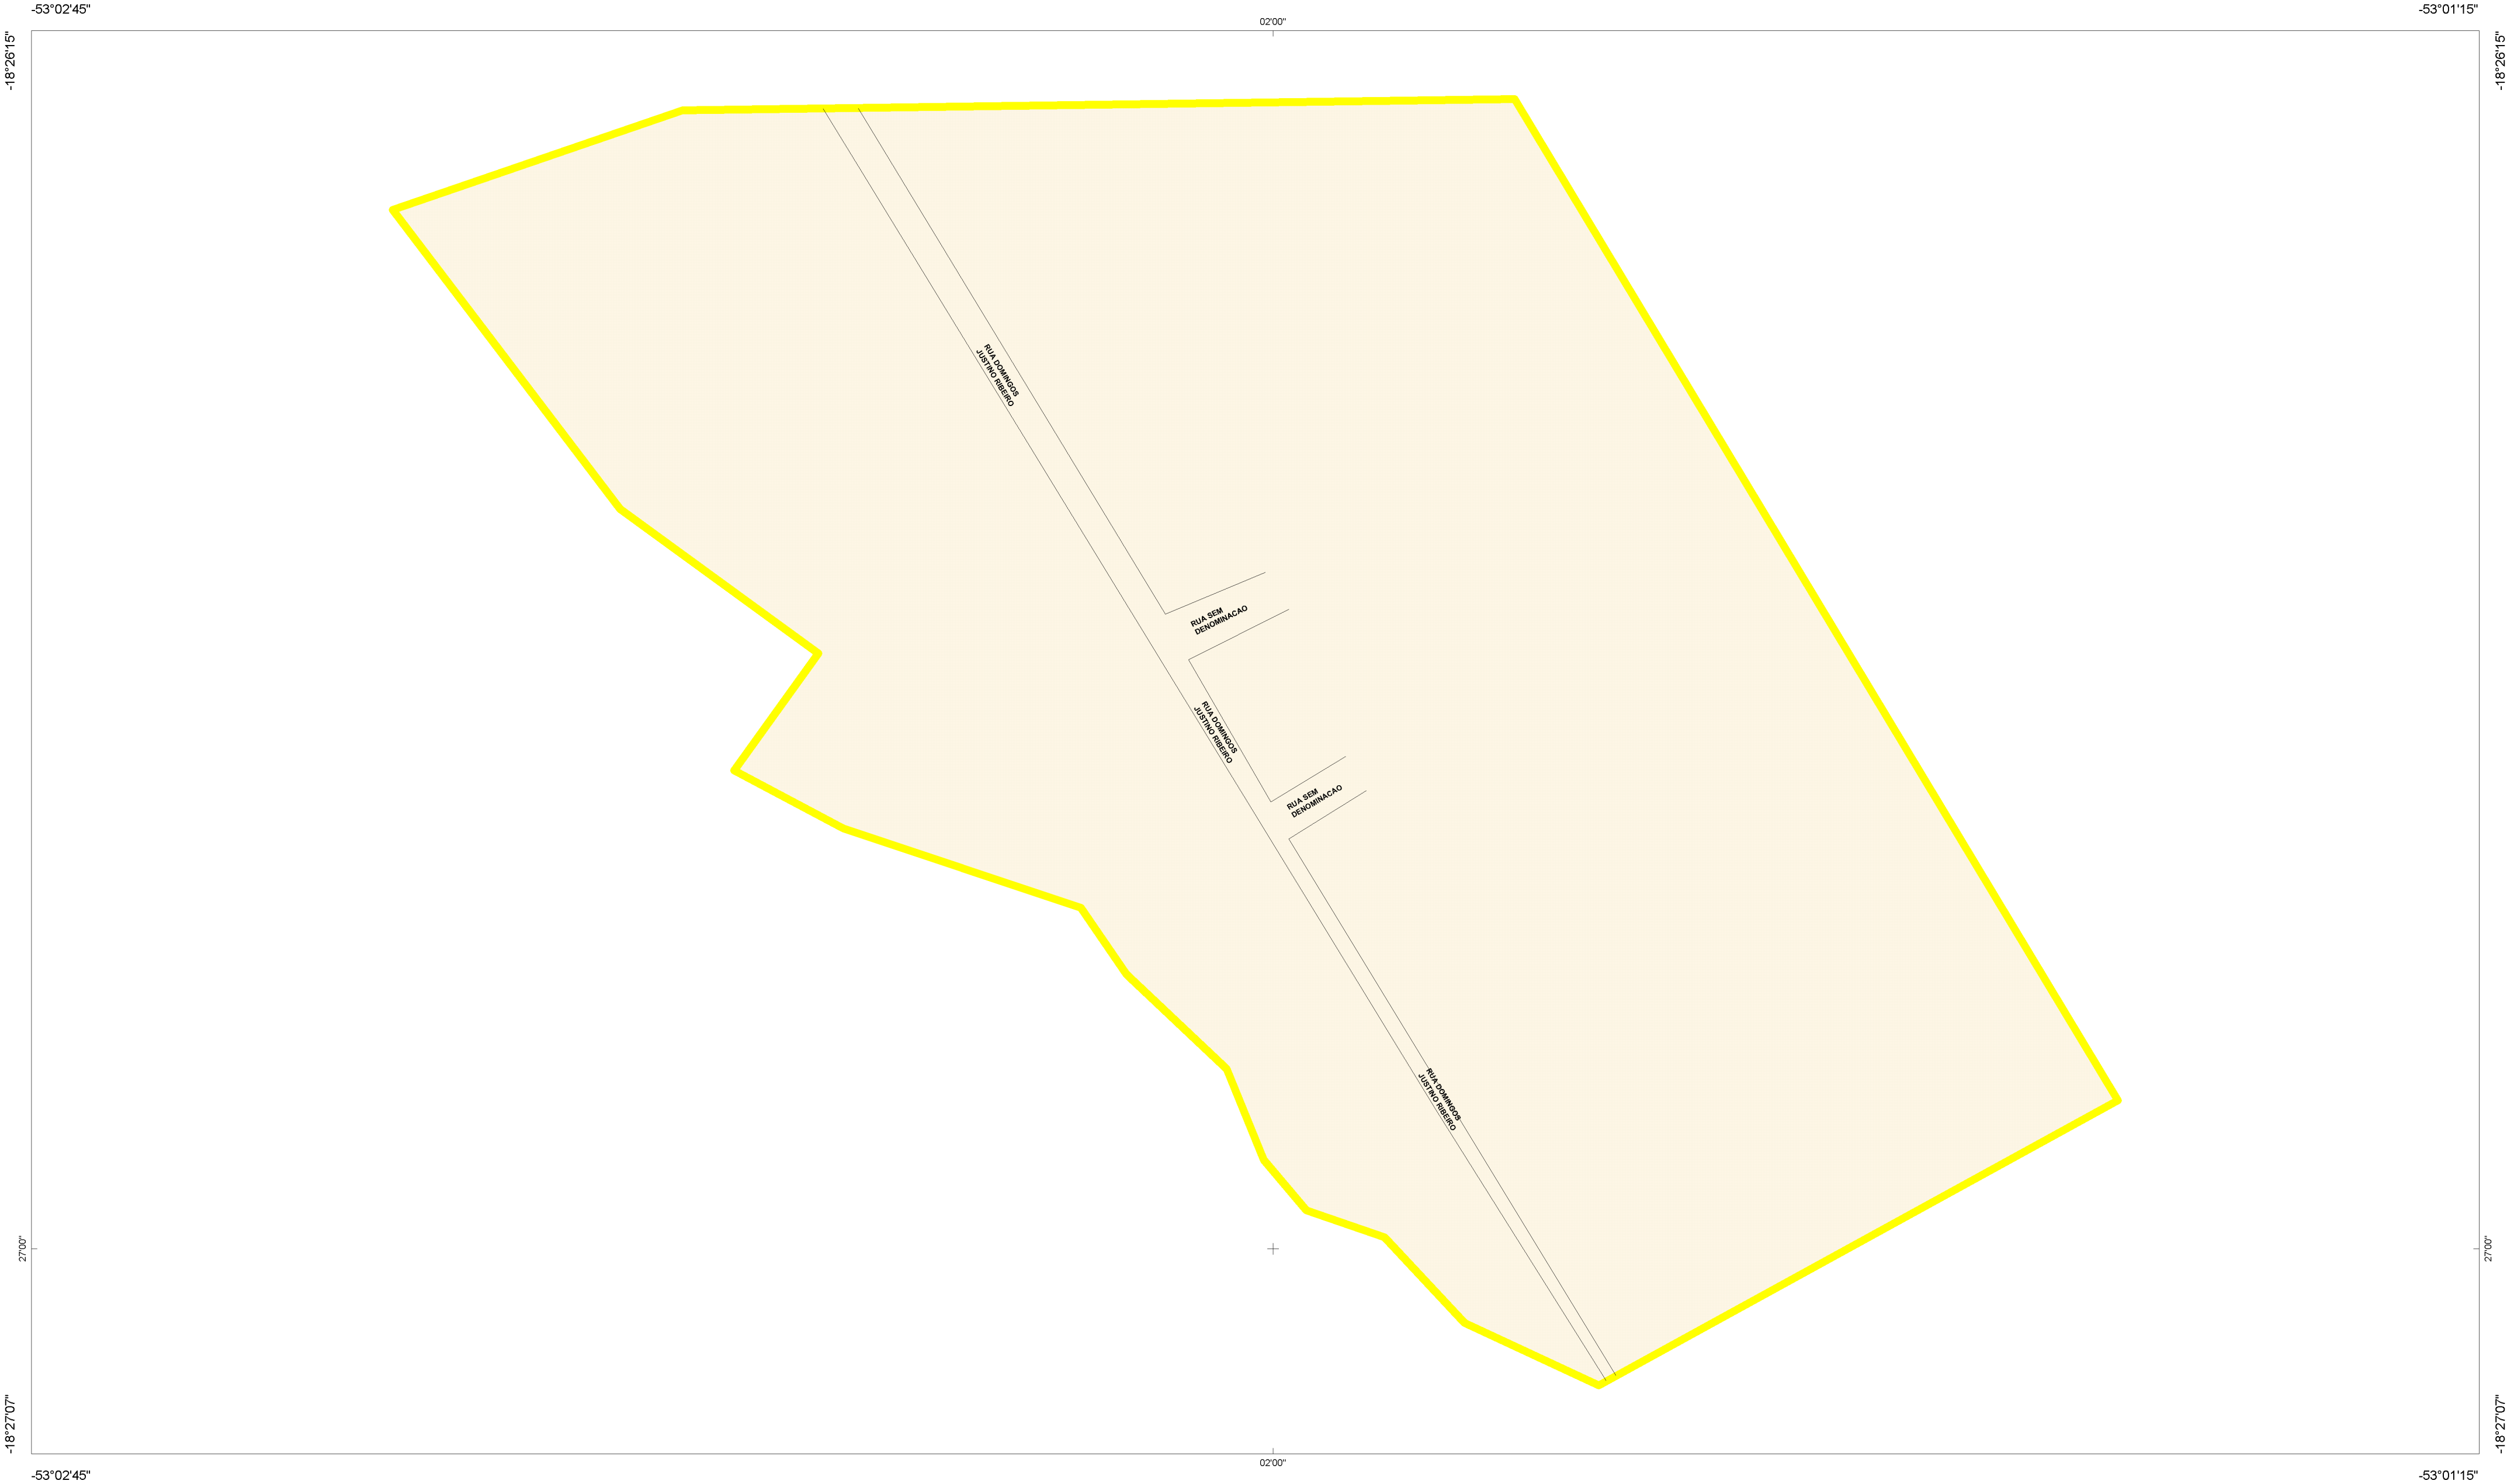 -53°02'45"
02'00"
-53°01'15"
-18°26'15"
-18°26'15"
RUA DOMINGOS
JUSTINO RIBEIRO
RUA SEM
DENOMINACAO
RUA DOMINGOS
JUSTINO RIBEIRO
RUA SEM
DENOMINACAO
RUA DOMINGOS
JUSTINO RIBEIRO
27'00"
27'00"
-18°27'07"
-18°27'07"
-53°02'45"
02'00"
-53°01'15"